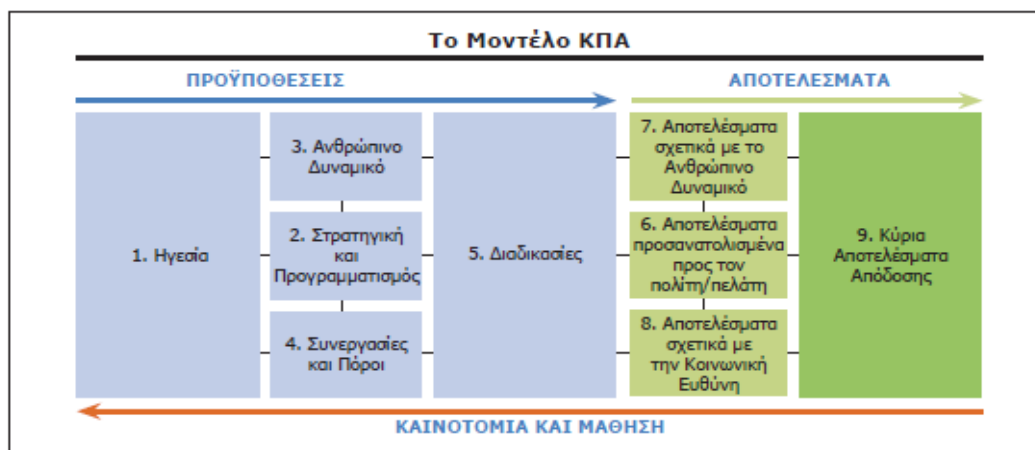 Το Μοντέλο ΚΠΑ
ΠΡΟΫΠΟΘΕΣΕΙΣ
ΑΠΟΤΕΛΕΣΜΑΤΑ
1. Ηγεσία
3. Ανθρώπινο
Δυναμικό
2. Στρατηγική
και
Προγραμματισμός
4. Συνεργασίες
και Πόροι
5. Διαδικασίες
7. Αποτελέσματα
σχετικά με το
Ανθρώπινο
Δυναμικό
6. Αποτελέσματα
προσανατολισμένα
προς τον
πολίτη/πελάτη
8. Αποτελέσματα
σχετικά με
την Κοινωνική
Ευθύνη
9. Κύρια
Αποτελέσματα
Απόδοσης
ΚΑΙΝΟΤΟΜΙΑ ΚΑΙ ΜΑΘΗΣΗ